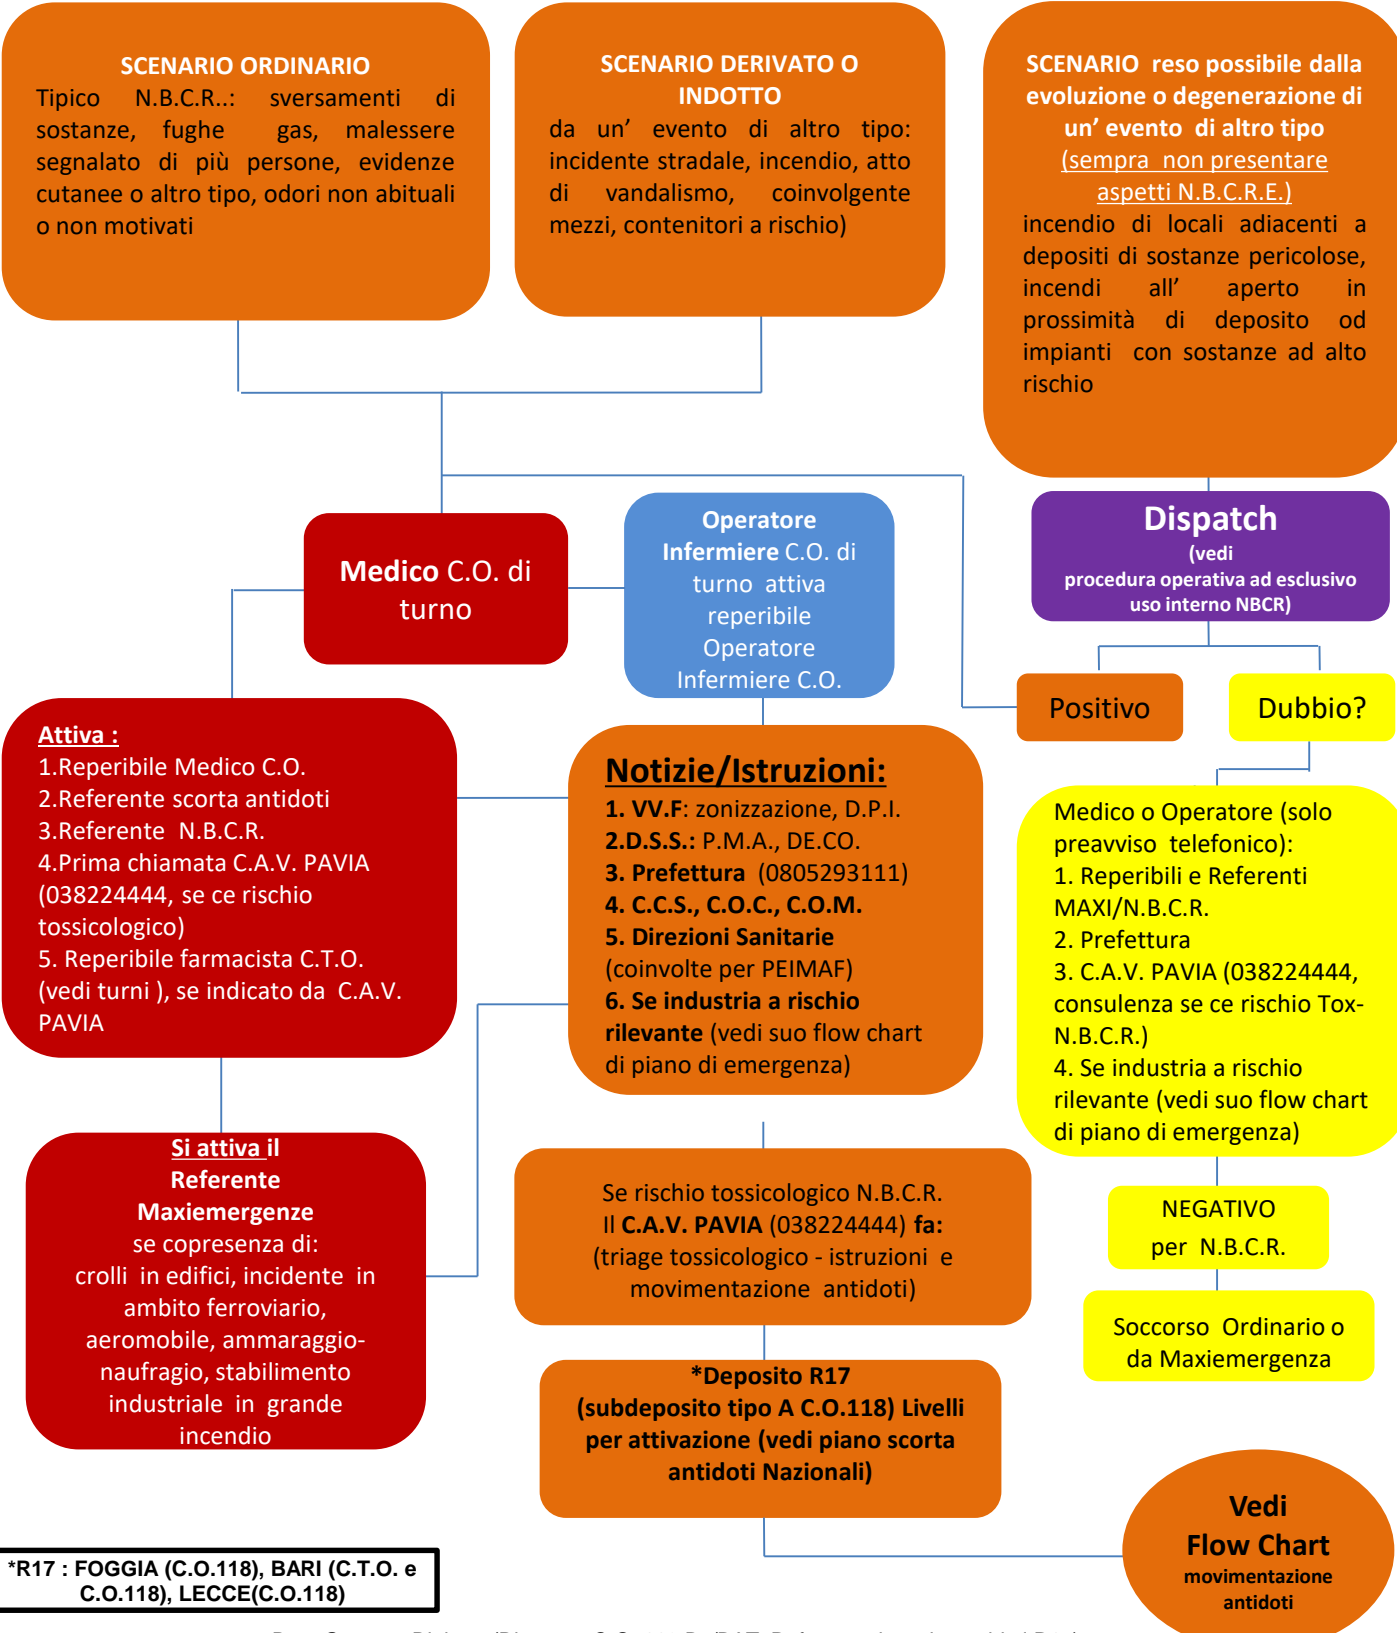 SCENARIO ORDINARIO
Tipico N.B.C.R..: sversamenti di
sostanze, fughe gas, malessere
segnalato di più persone, evidenze
cutanee o altro tipo, odori non abituali
o non motivati
SCENARIO DERIVATO O
INDOTTO
da un’ evento di altro tipo:
incidente stradale, incendio, atto
di vandalismo, coinvolgente
mezzi, contenitori a rischio)
SCENARIO reso possibile dalla
evoluzione o degenerazione di
un’ evento di altro tipo
(sempra non presentare
aspetti N.B.C.R.E.)
incendio di locali adiacenti a
depositi di sostanze pericolose,
incendi all’ aperto in
prossimità di deposito od
impianti con sostanze ad alto
rischio
Medico C.O. di
turno
Operatore
Infermiere C.O. di
turno attiva
reperibile
Operatore
Infermiere C.O.
Dispatch
(vedi
procedura operativa ad esclusivo
uso interno NBCR)
Positivo
Dubbio?
Attiva :
1.Reperibile Medico C.O.
2.Referente scorta antidoti
3.Referente N.B.C.R.
4.Prima chiamata C.A.V. PAVIA
(038224444, se ce rischio
tossicologico)
5. Reperibile farmacista C.T.O.
(vedi turni ), se indicato da C.A.V.
PAVIA
Notizie/Istruzioni:
1. VV.F: zonizzazione, D.P.I.
2.D.S.S.: P.M.A., DE.CO.
3. Prefettura (0805293111)
4. C.C.S., C.O.C., C.O.M.
5. Direzioni Sanitarie
(coinvolte per PEIMAF)
6. Se industria a rischio
rilevante (vedi suo flow chart
di piano di emergenza)
Medico o Operatore (solo
preavviso telefonico):
1. Reperibili e Referenti
MAXI/N.B.C.R.
2. Prefettura
3. C.A.V. PAVIA (038224444,
consulenza se ce rischio Tox-
N.B.C.R.)
4. Se industria a rischio
rilevante (vedi suo flow chart
di piano di emergenza)
Si attiva il
Referente
Maxiemergenze
se copresenza di:
crolli in edifici, incidente in
ambito ferroviario,
aeromobile, ammaraggio-
naufragio, stabilimento
industriale in grande
incendio
Se rischio tossicologico N.B.C.R.
Il C.A.V. PAVIA (038224444) fa:
(triage tossicologico - istruzioni e
movimentazione antidoti)
NEGATIVO
per N.B.C.R.
Soccorso Ordinario o
da Maxiemergenza
*Deposito R17
(subdeposito tipo A C.O.118) Livelli
per attivazione (vedi piano scorta
antidoti Nazionali)
Vedi
Flow Chart
movimentazione
antidoti
*R17 : FOGGIA (C.O.118), BARI (C.T.O. e
C.O.118), LECCE(C.O.118)